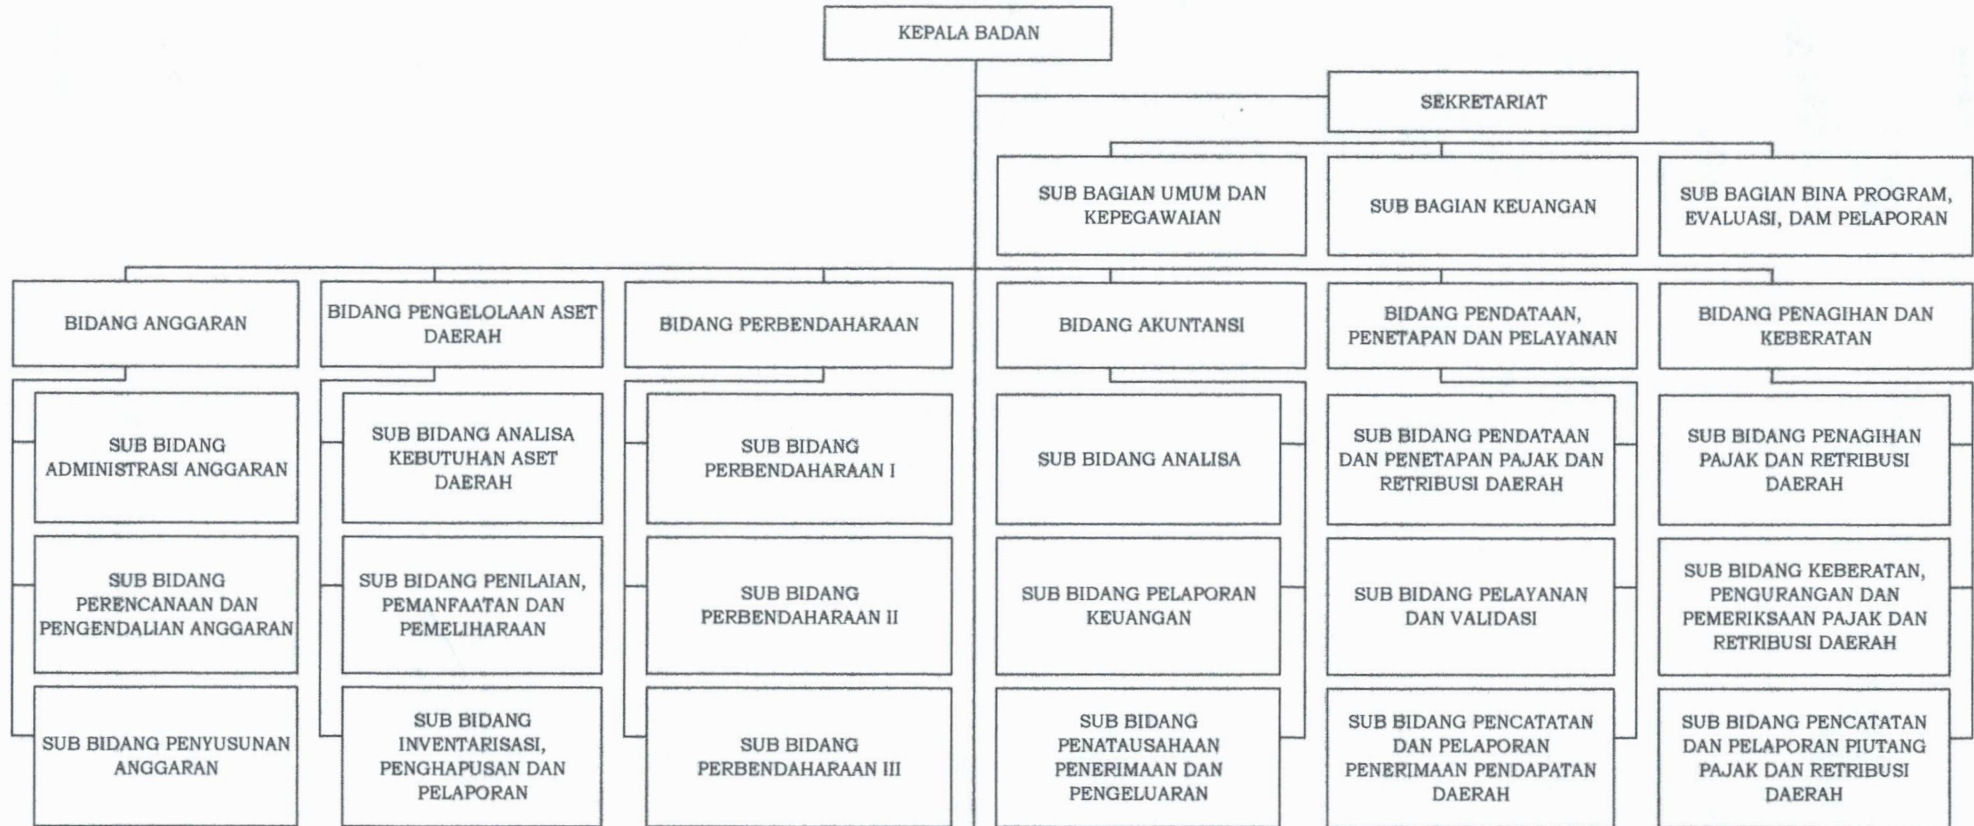 KEPALA BADAN
SEKRETARIAT
SUB BAGIAN UMUM DAN
KEPEGAWAIAN
SUB BAGIAN KEUANGAN
SUB BAGIAN BINA PROGRAM,
EVALUASI, DAM PELAPORAN
BIDANG ANGGARAN
BIDANG PENGELOLAAN ASET
DAERAH
BIDANG PERBENDAHARAAN
BIDANG AKUNTANSI
BIDANG PENDATAAN,
PENETAPAN DAN PELAYANAN
BIDANG PENAGIHAN DAN
KEBERATAN
SUB BIDANG
ADMINISTRASI ANGGARAN
SUB BIDANG ANALISA
KEBUTUHAN ASET
DAERAH
SUB BIDANG
PERBENDAHARAAN I
SUB BIDANG ANALISA
SUB BIDANG PENDATAAN
DAN PENETAPAN PAJAK DAN
RETRIBUSI DAERAH
SUB BIDANG PENAGIHAN
PAJAK DAN RETRIBUSI
DAERAH
SUB BIDANG
PERENCANAAN DAN
PENGENDALIAN ANGGARAN
SUB BIDANG PENILAIAN,
PEMANFAATAN DAN
PEMELIHARAAN
SUB BIDANG
PERBENDAHARAAN II
SUB BIDANG PELAPORAN
KEUANGAN
SUB BIDANG PELAYANAN
DAN VALIDASI
SUB BIDANG KEBERATAN,
PENGURANGAN DAN
PEMERIKSAAN PAJAK DAN
RETRIBUSI DAERAH
SUB BIDANG PENYUSUNAN
ANGGARAN
SUB BIDANG
INVENTARISASI,
PENGHAPUSAN DAN
PELAPORAN
SUB BIDANG
PERBENDAHARAAN III
SUB BIDANG
PENATAUSAHAAN
PENERIMAAN DAN
PENGELUARAN
SUB BIDANG PENCATATAN
DAN PELAPORAN
PENERIMAAN PENDAPATAN
DAERAH
SUB BIDANG PENCATATAN
DAN PELAPORAN PIUTANG
PAJAK DAN RETRIBUSI
DAERAH